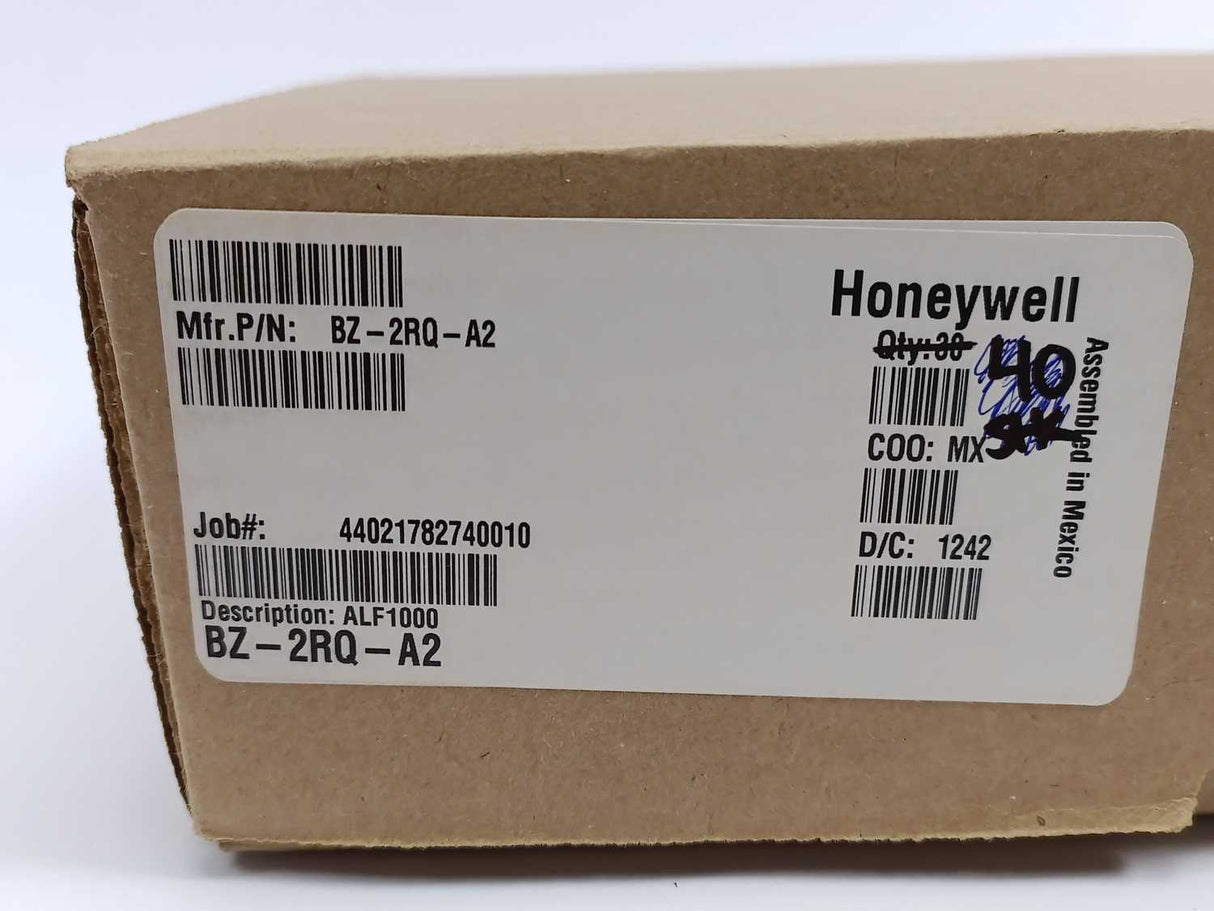 Mfr.P/N: BZ-2RQ-A2
Job#: 44021782740010
Description: ALF1000
BZ-2RQ-A2
Honeywell
Qty: 30 40
COO: MX
D/C: 1242
Assembled in Mexico